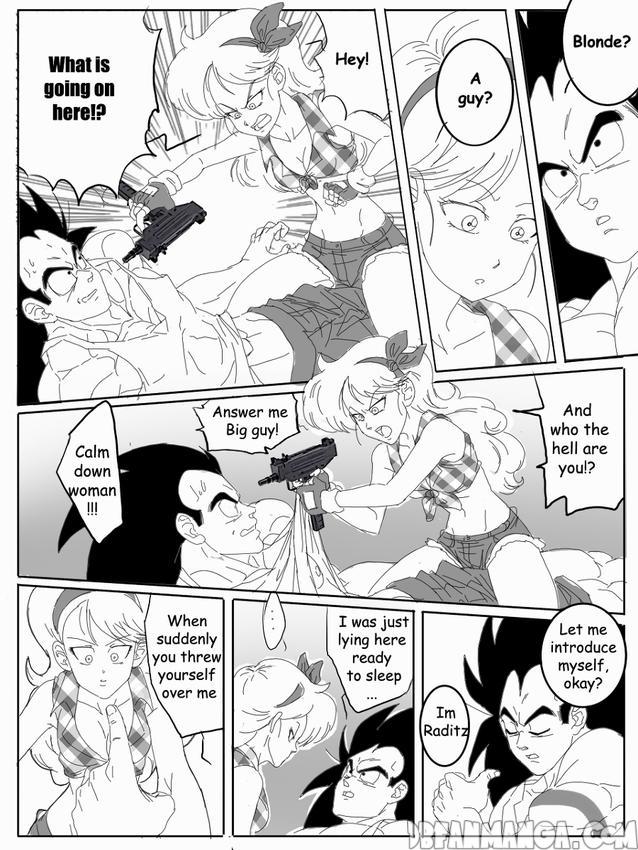 Blonde?
A
guy?
Hey!
What is
going on
here!?
And
who the
hell are
you!?
Answer me
Big guy!
Calm
down
woman
!!!
Let me
introduce
myself,
okay?
Im
Raditz
I was just
lying here
ready
to sleep
...
...
When
suddenly
you threw
yourself
over me
DBFANMANGA.COM